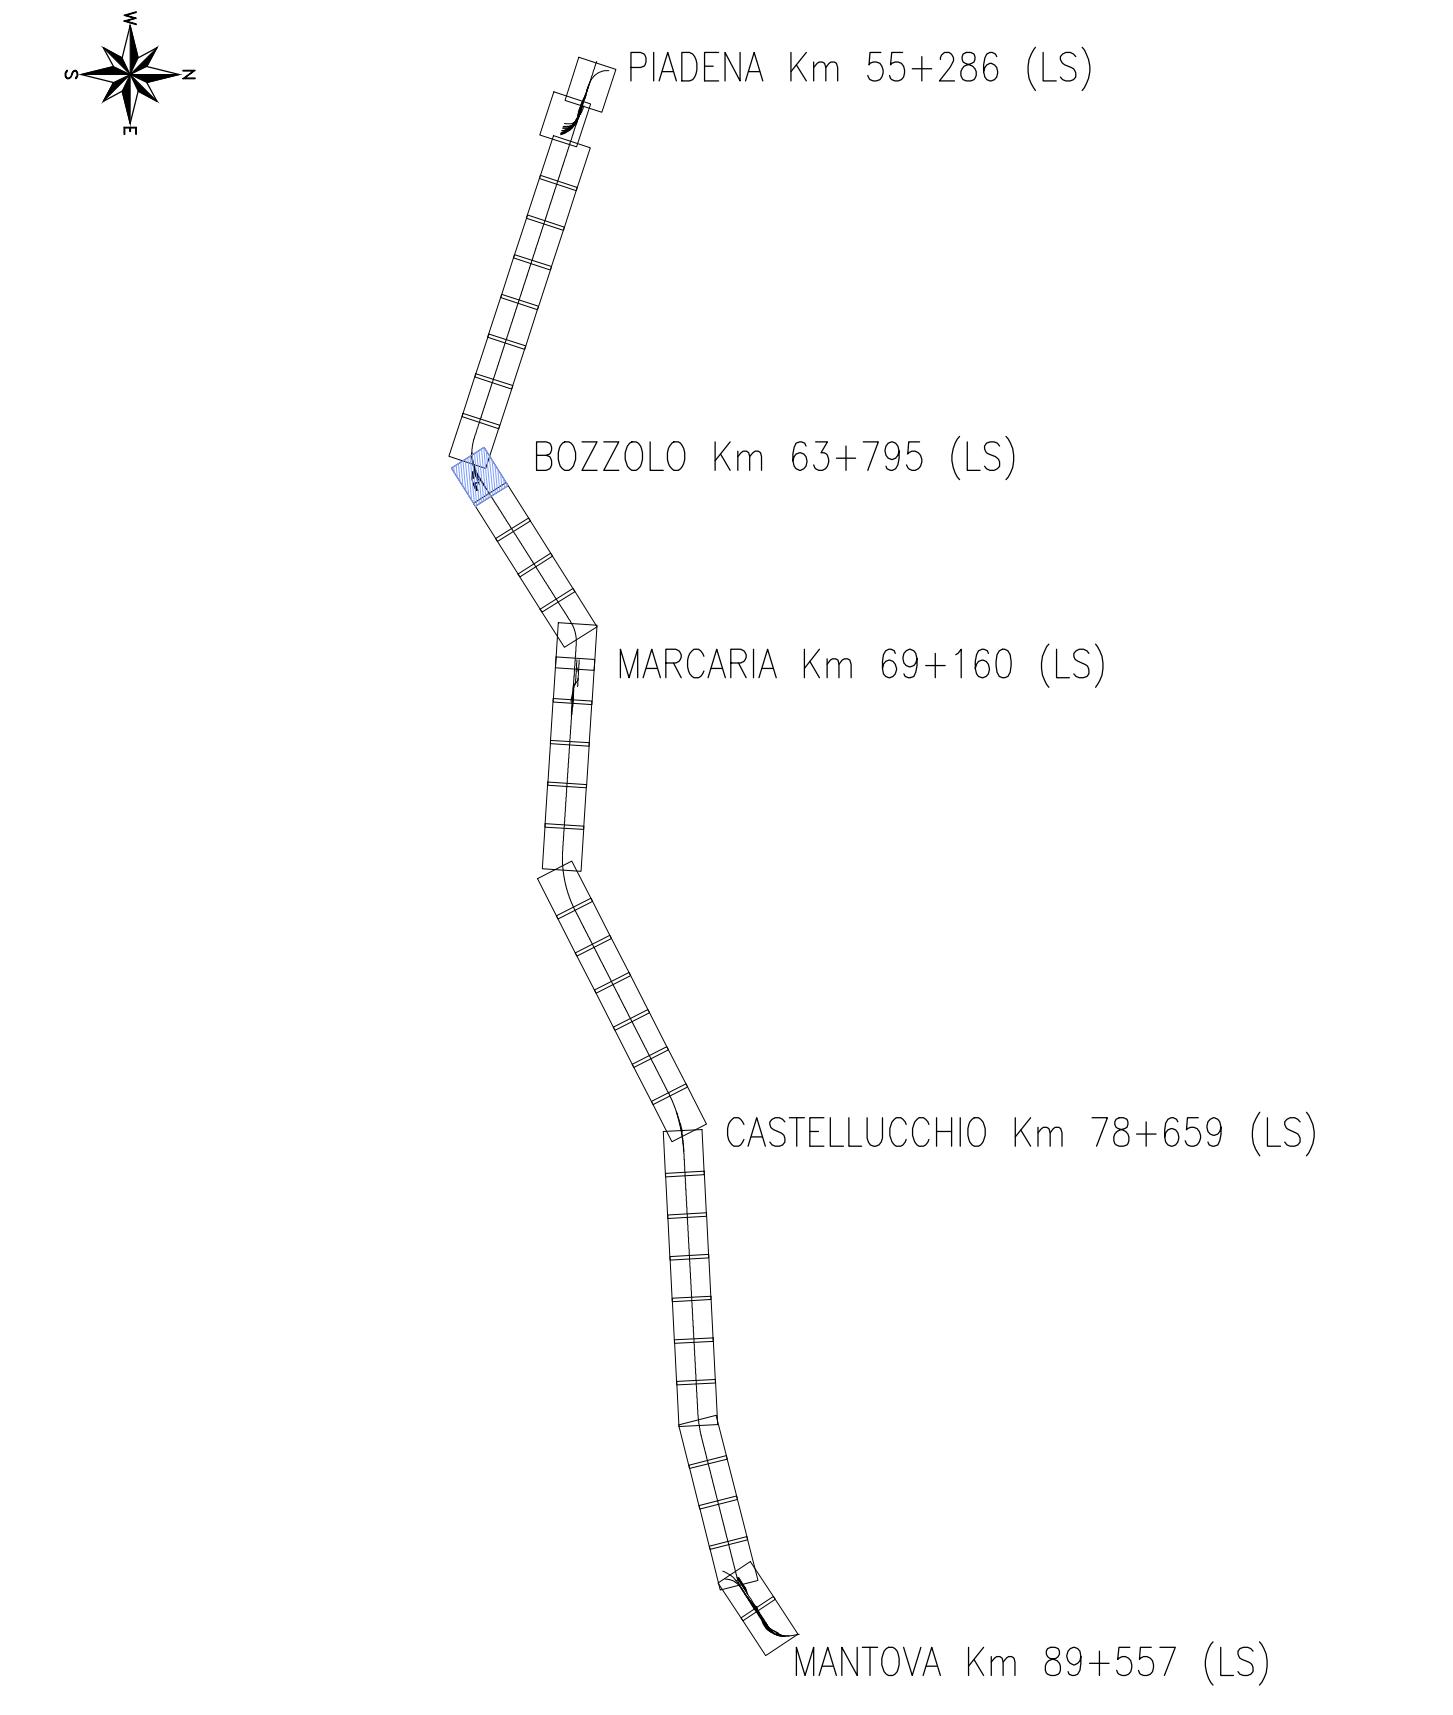 W
S N
E
PIADENA Km 55+286 (LS)
BOZZOLO Km 63+795 (LS)
MARCARIA Km 69+160 (LS)
CASTELLUCCHIO Km 78+659 (LS)
MANTOVA Km 89+557 (LS)